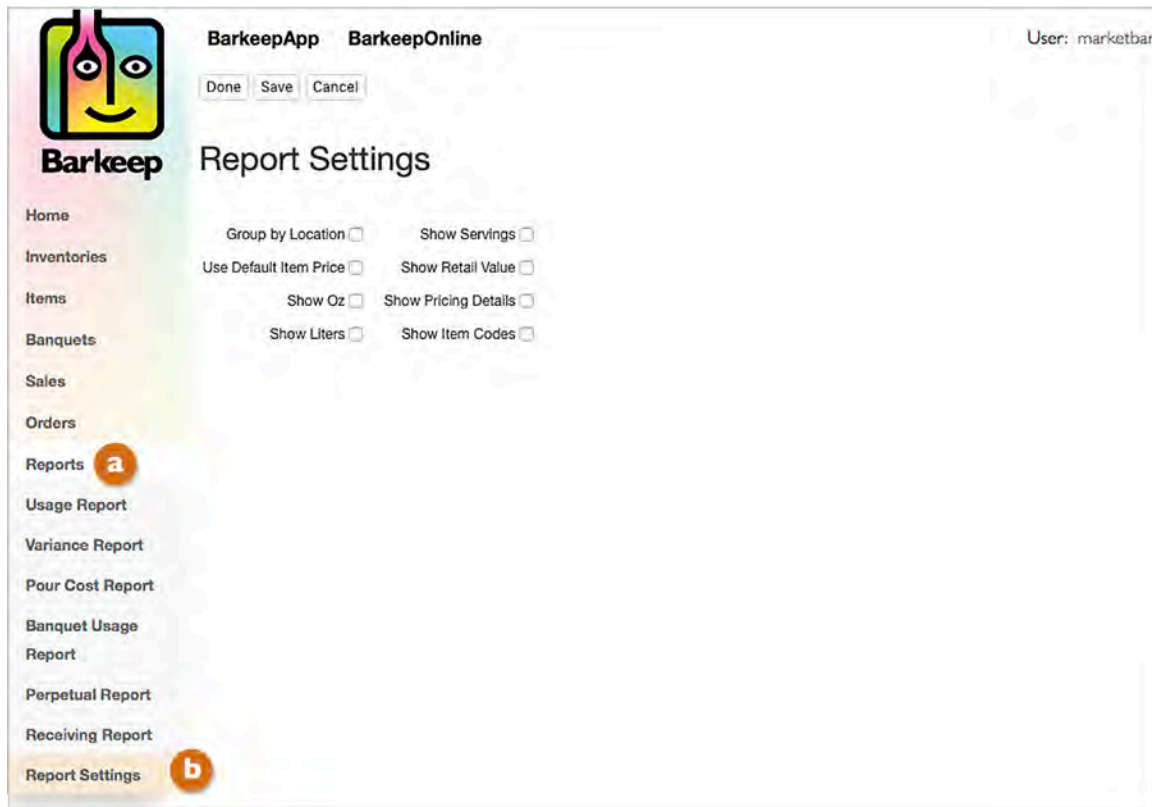 BarkeepApp BarkeepOnline User: marketbar
Done Save Cancel
Barkeep
Report Settings
Home
Inventories
Items
Banquets
Sales
Orders
Reports a
Usage Report
Variance Report
Pour Cost Report
Banquet Usage
Report
Perpetual Report
Receiving Report
Report Settings b
Group by Location Show Servings
Use Default Item Price Show Retail Value
Show Oz Show Pricing Details
Show Liters Show Item Codes